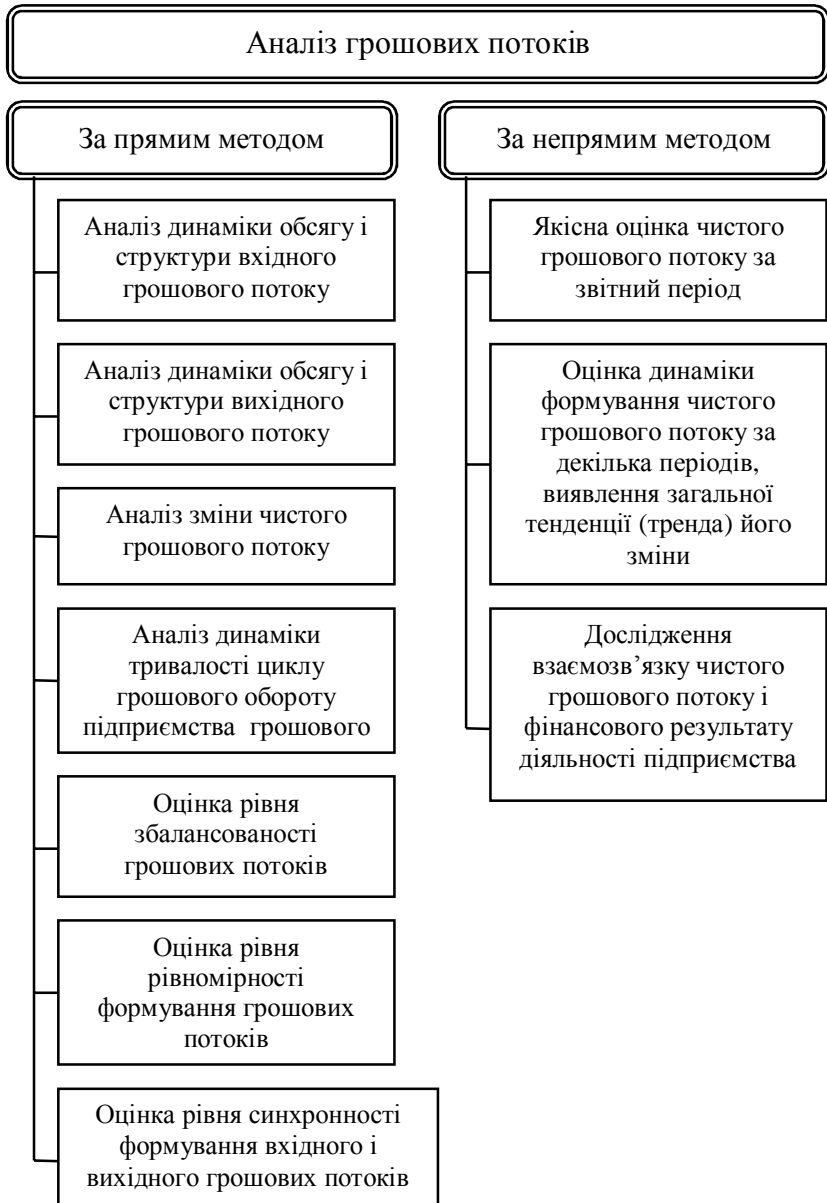 Аналіз грошових потоків
За прямим методом
Аналіз динаміки обсягу і
структури вхідного
грошового потоку
Аналіз динаміки обсягу і
структури вихідного
грошового потоку
Аналіз зміни чистого
грошового потоку
Аналіз динаміки
тривалості циклу
грошового обороту
підприємства грошового
Оцінка рівня
збалансованості
грошових потоків
Оцінка рівня
рівномірності
формування грошових
потоків
Оцінка рівня синхронності
формування вхідного і
вихідного грошових потоків
За непрямим методом
Якісна оцінка чистого
грошового потоку за
звітний період
Оцінка динаміки
формування чистого
грошового потоку за
декілька періодів,
виявлення загальної
тенденції (тренда) його
зміни
Дослідження
взаємозв’язку чистого
грошового потоку і
фінансового результату
діяльності підприємства